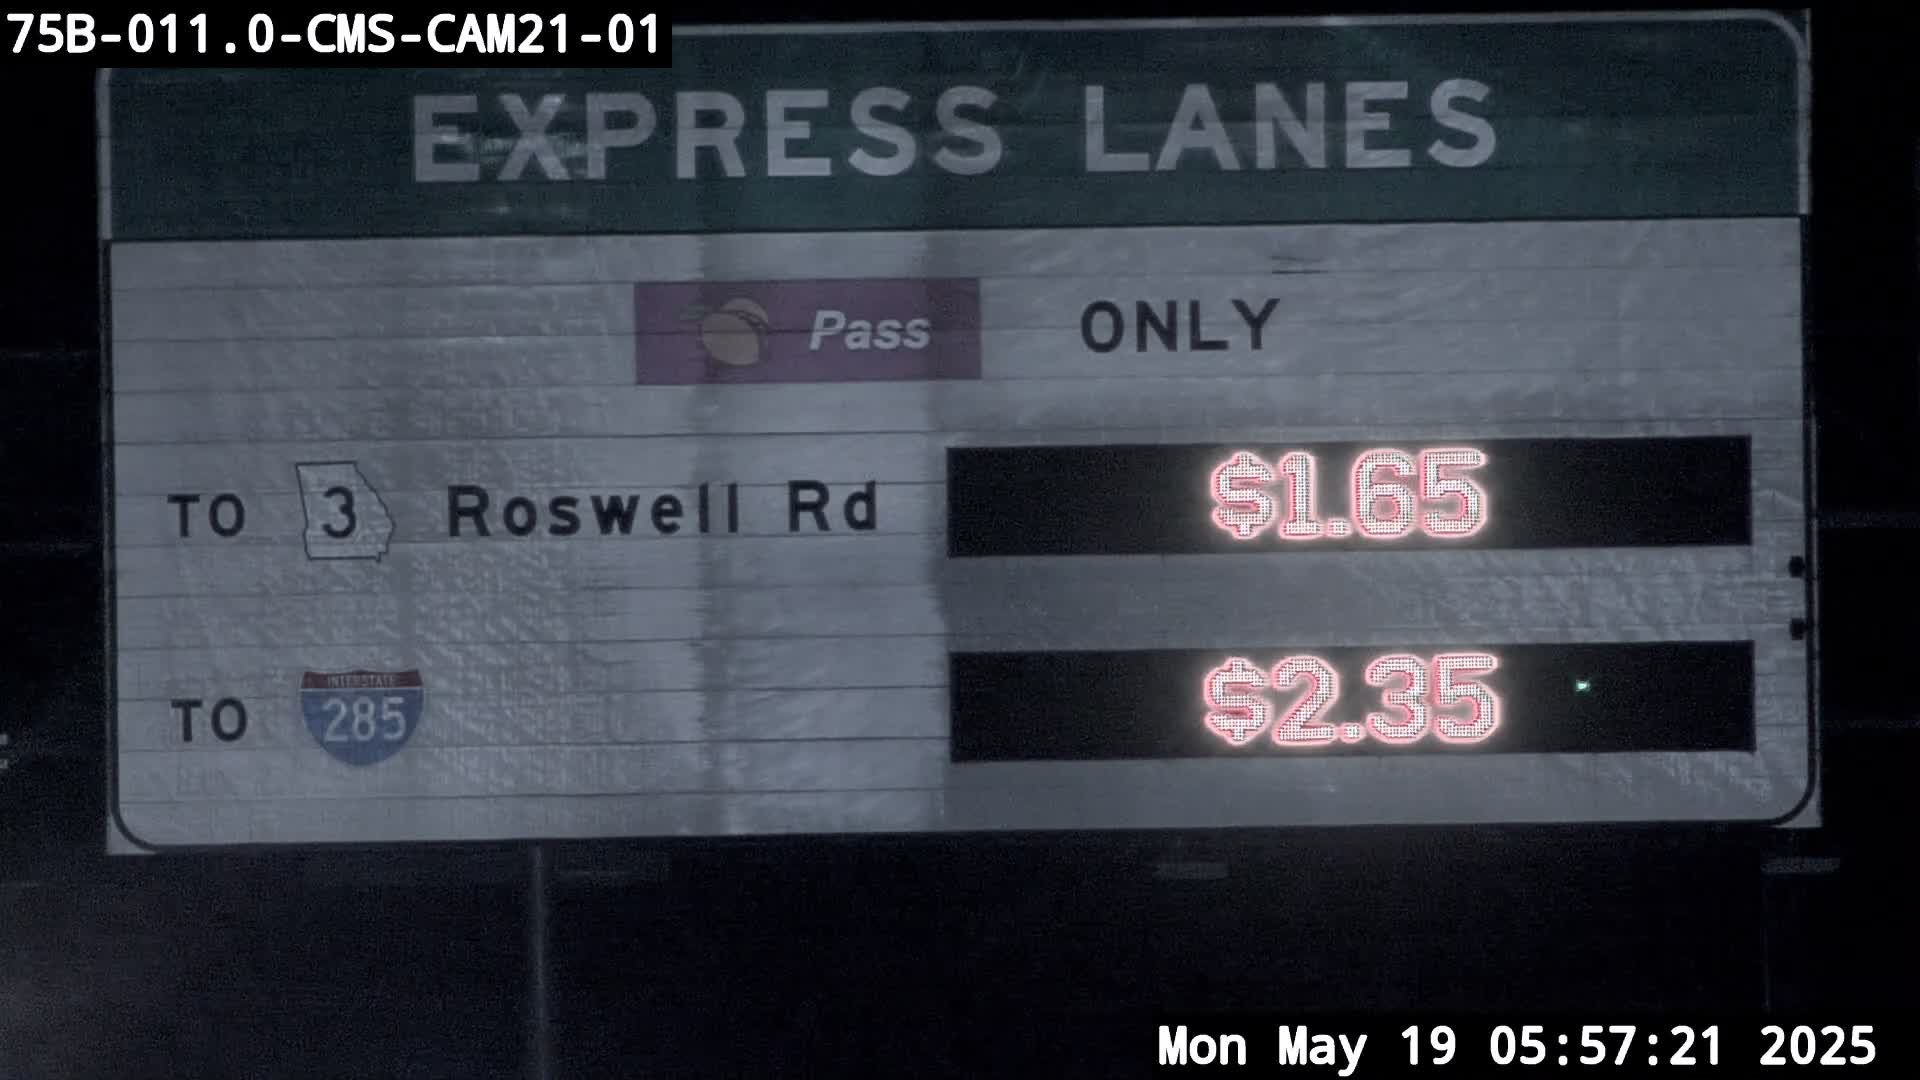 75B-011.0-CMS-CAM21-01
EXPRESS LANES
Pass ONLY
TO 3 Roswell Rd $1.65
TO INTERSTATE 285 $2.35
Mon May 19 05:57:21 2025